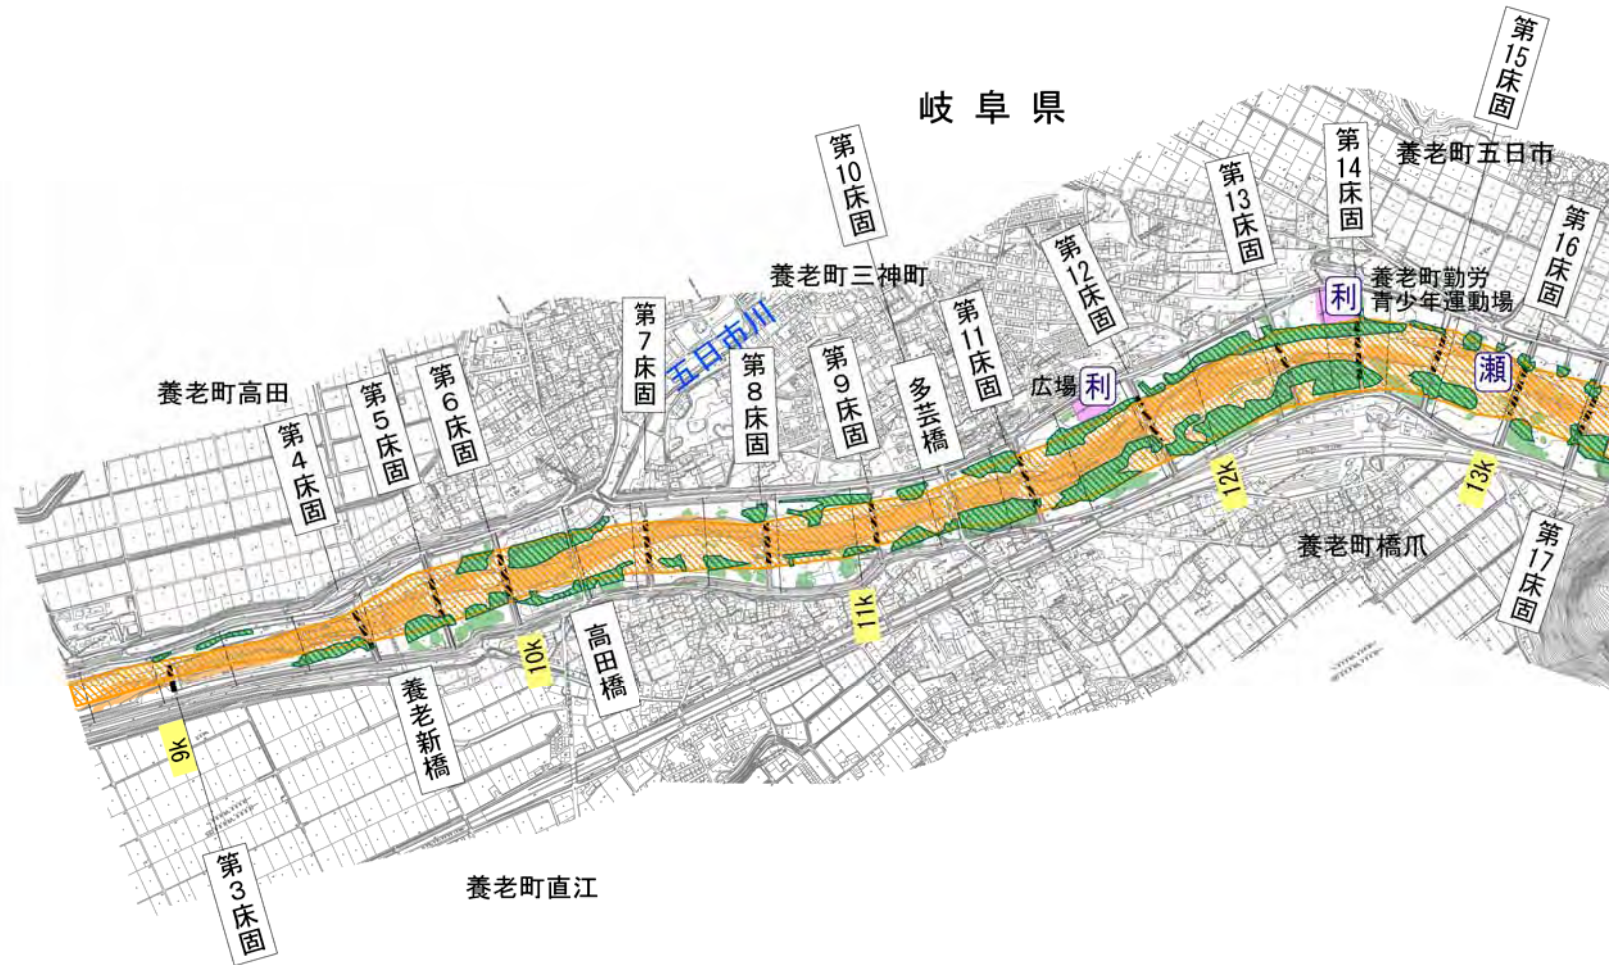 岐阜県
第15床固
養老町五日市
第14床固
第10床固
第13床固
第16床固
養老町三神町
第12床固
利
養老町勤労
青少年運動場
第7床固
五日市川
第11床固
第8床固
第9床固
多芸橋
広場
利
瀬
養老町高田
第6床固
第5床固
第4床固
12k
13k
養老町橋爪
第17床固
11k
10k
高田橋
養老新橋
9k
第3床固
養老町直江